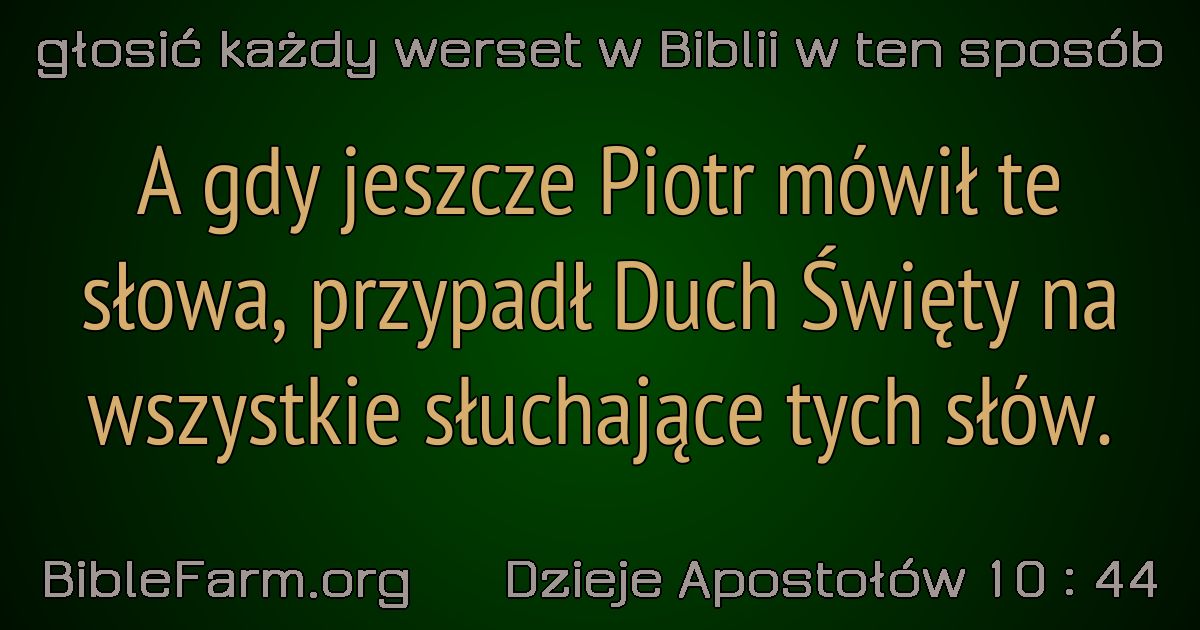 głosić każdy werset w Biblii w ten sposób
A gdy jeszcze Piotr mówił te
słowa, przypadł Duch Święty na
wszystkie słuchające tych słów.
BibleFarm.org Dzieje Apostołów 10 : 44